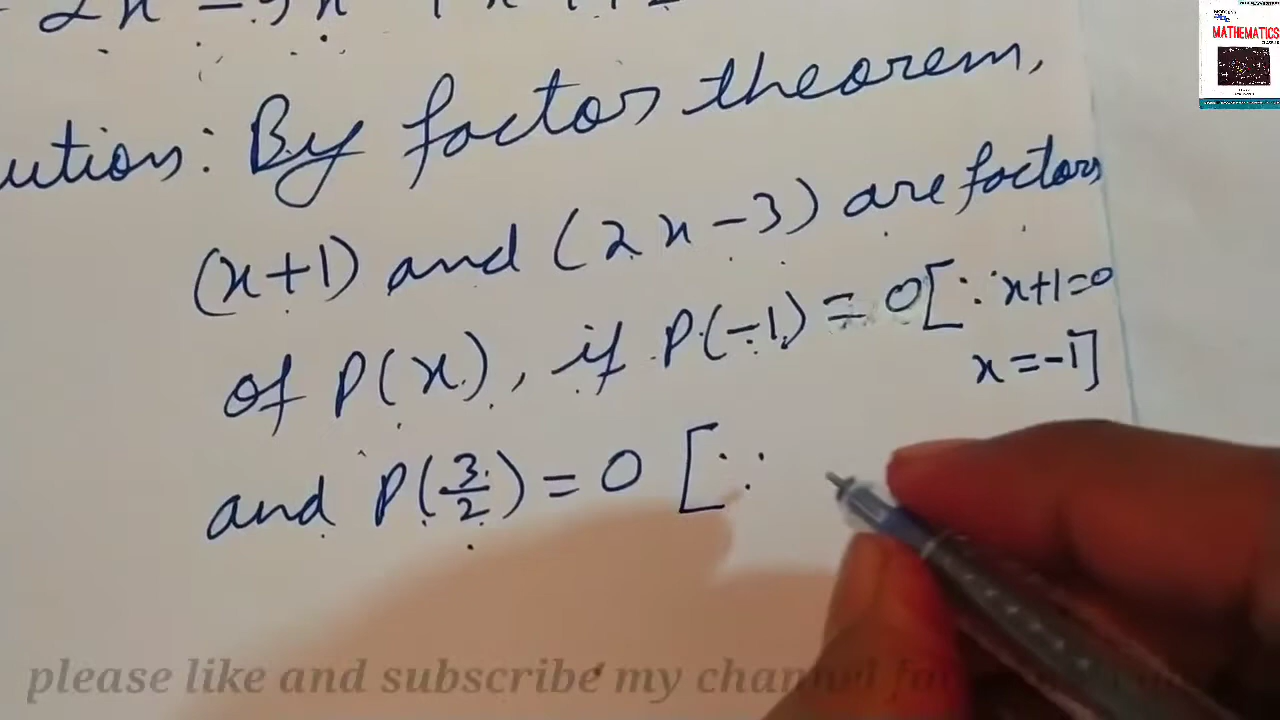 ution: By factor theorem,
(x+1) and (2x-3) are factors
of P(x), if P(-1) = 0 [∵ x+1=0
x=-1]
and P(3/2) = 0 [∵
MATHEMATICS
please like and subscribe my channel